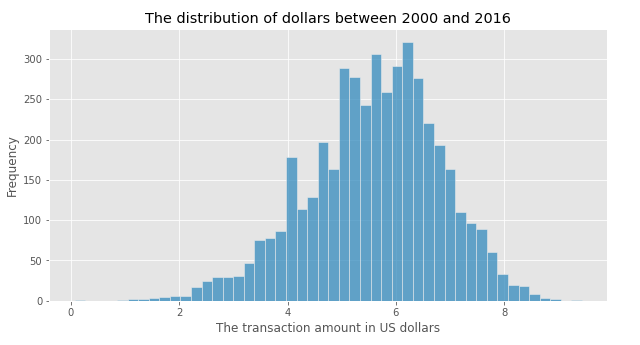 The distribution of dollars between 2000 and 2016
300
250
200
150
100
50
0
Frequency
0 2 4 6 8
The transaction amount in US dollars